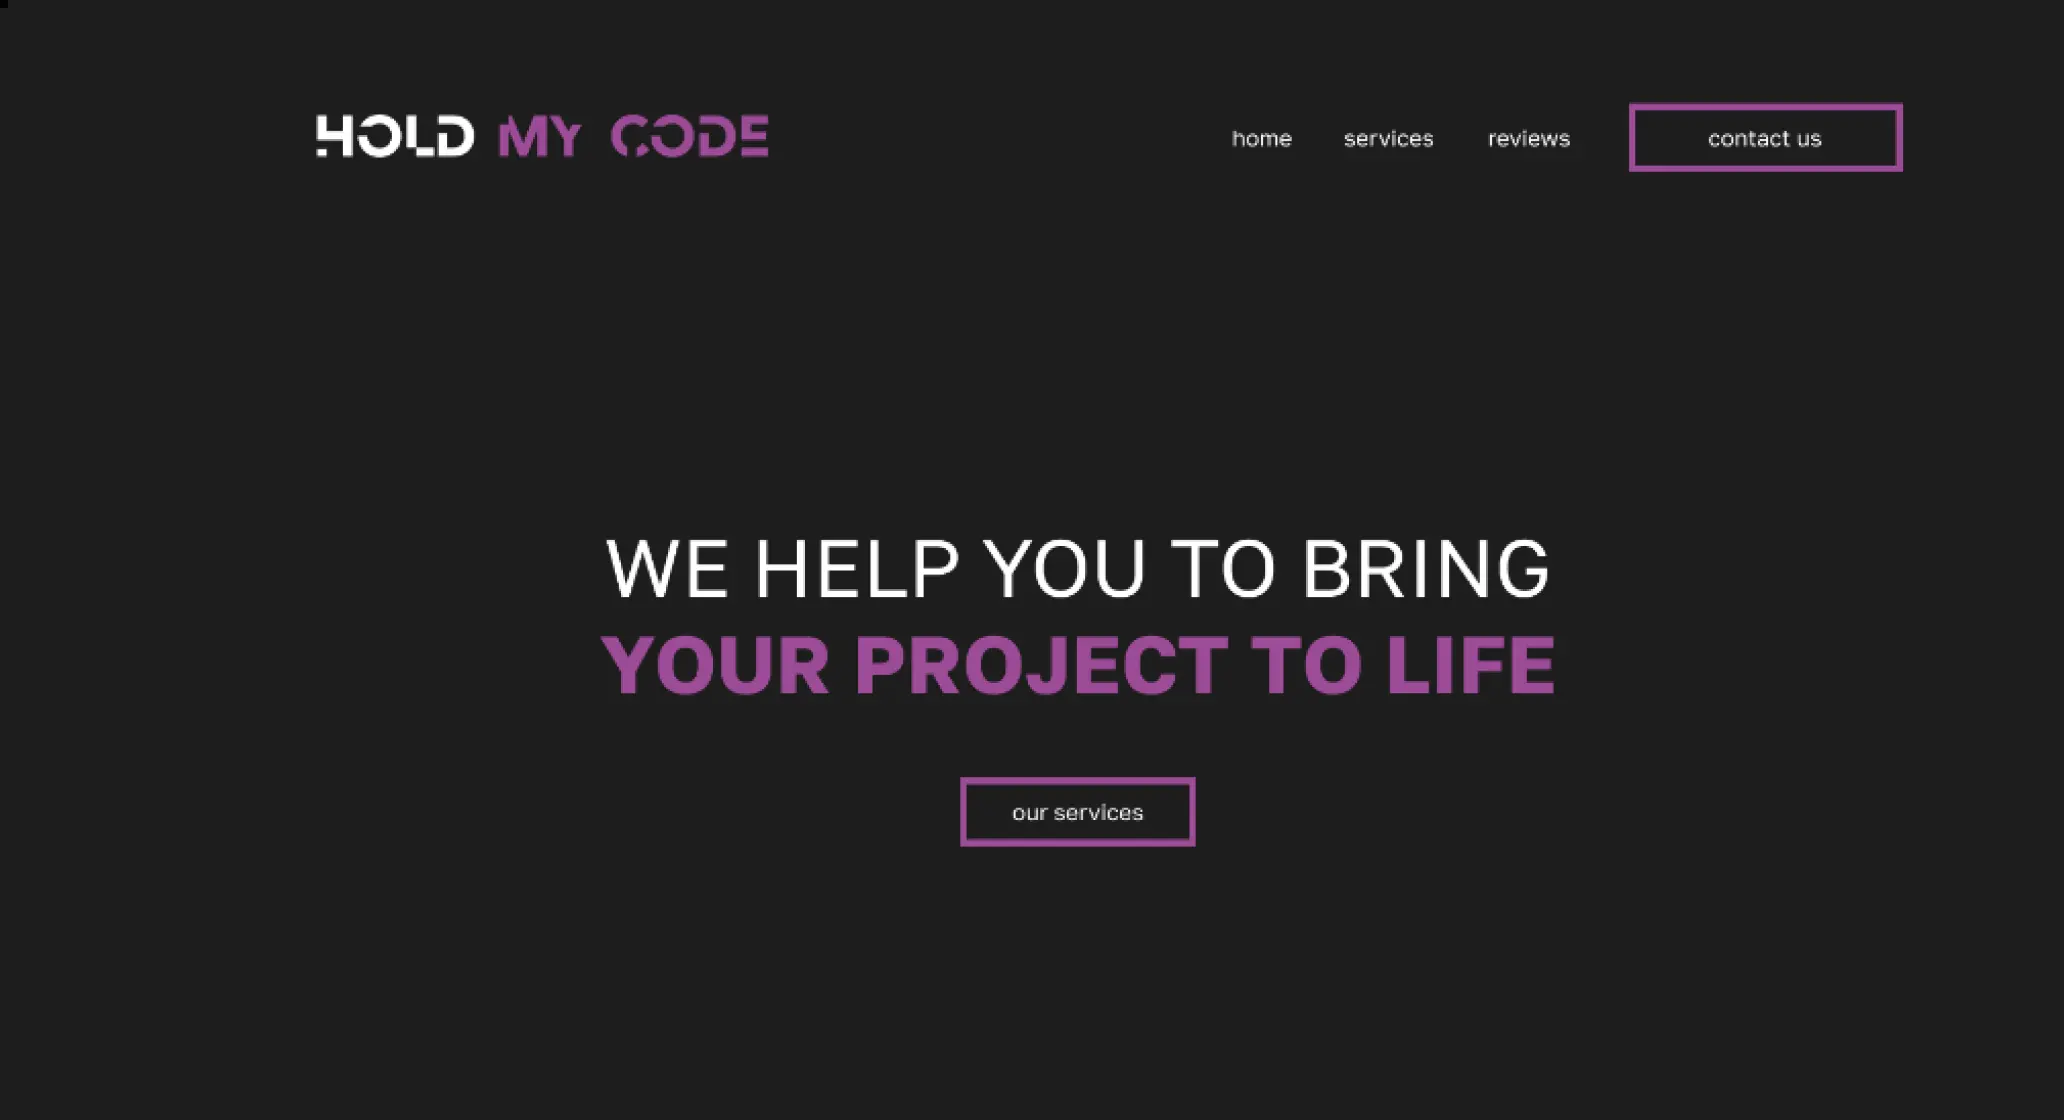 HOLD MY CODE
home services reviews contact us
WE HELP YOU TO BRING
YOUR PROJECT TO LIFE
our services